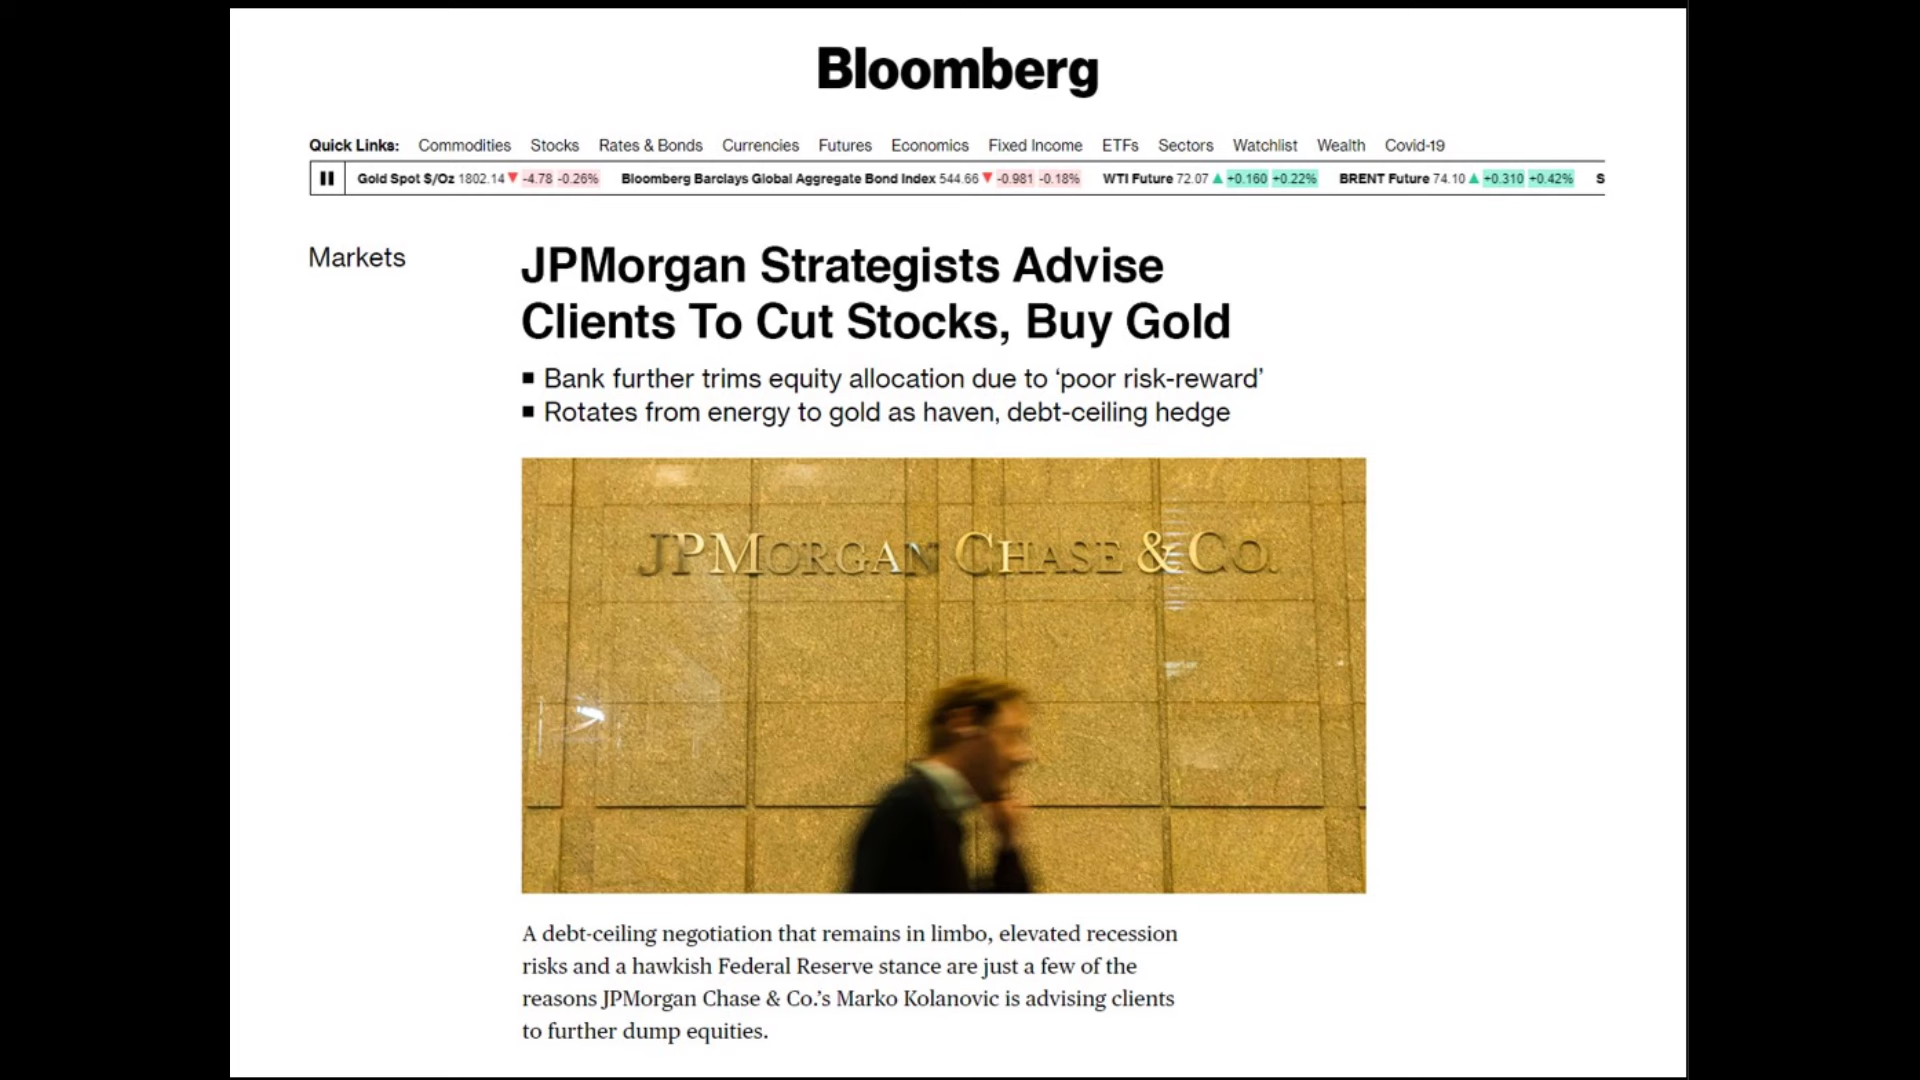 Bloomberg
Quick Links: Commodities Stocks Rates & Bonds Currencies Futures Economics Fixed Income ETFs Sectors Watchlist Wealth Covid-19
Gold Spot $/Oz 1802.14 ▼ -4.78 -0.26% Bloomberg Barclays Global Aggregate Bond Index 544.66 ▼ -0.981 -0.18% WTI Future 72.07 ▲ +0.160 +0.22% BRENT Future 74.10 ▲ +0.310 +0.42% S
Markets
JPMorgan Strategists Advise
Clients To Cut Stocks, Buy Gold
■ Bank further trims equity allocation due to ‘poor risk-reward’
■ Rotates from energy to gold as haven, debt-ceiling hedge
JPMORGAN CHASE & CO.
A debt-ceiling negotiation that remains in limbo, elevated recession
risks and a hawkish Federal Reserve stance are just a few of the
reasons JPMorgan Chase & Co.’s Marko Kolanovic is advising clients
to further dump equities.